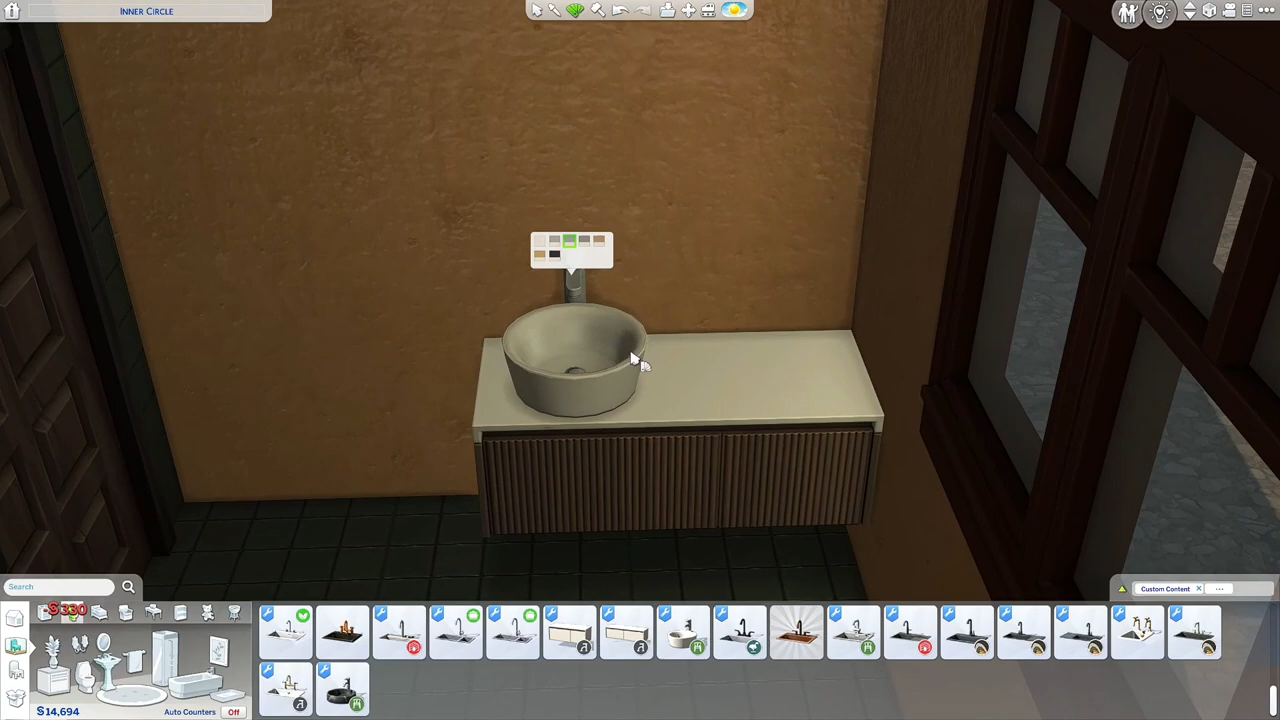 INNER CIRCLE
Search
$330
Custom Content
$14,694
Auto Counters
Off